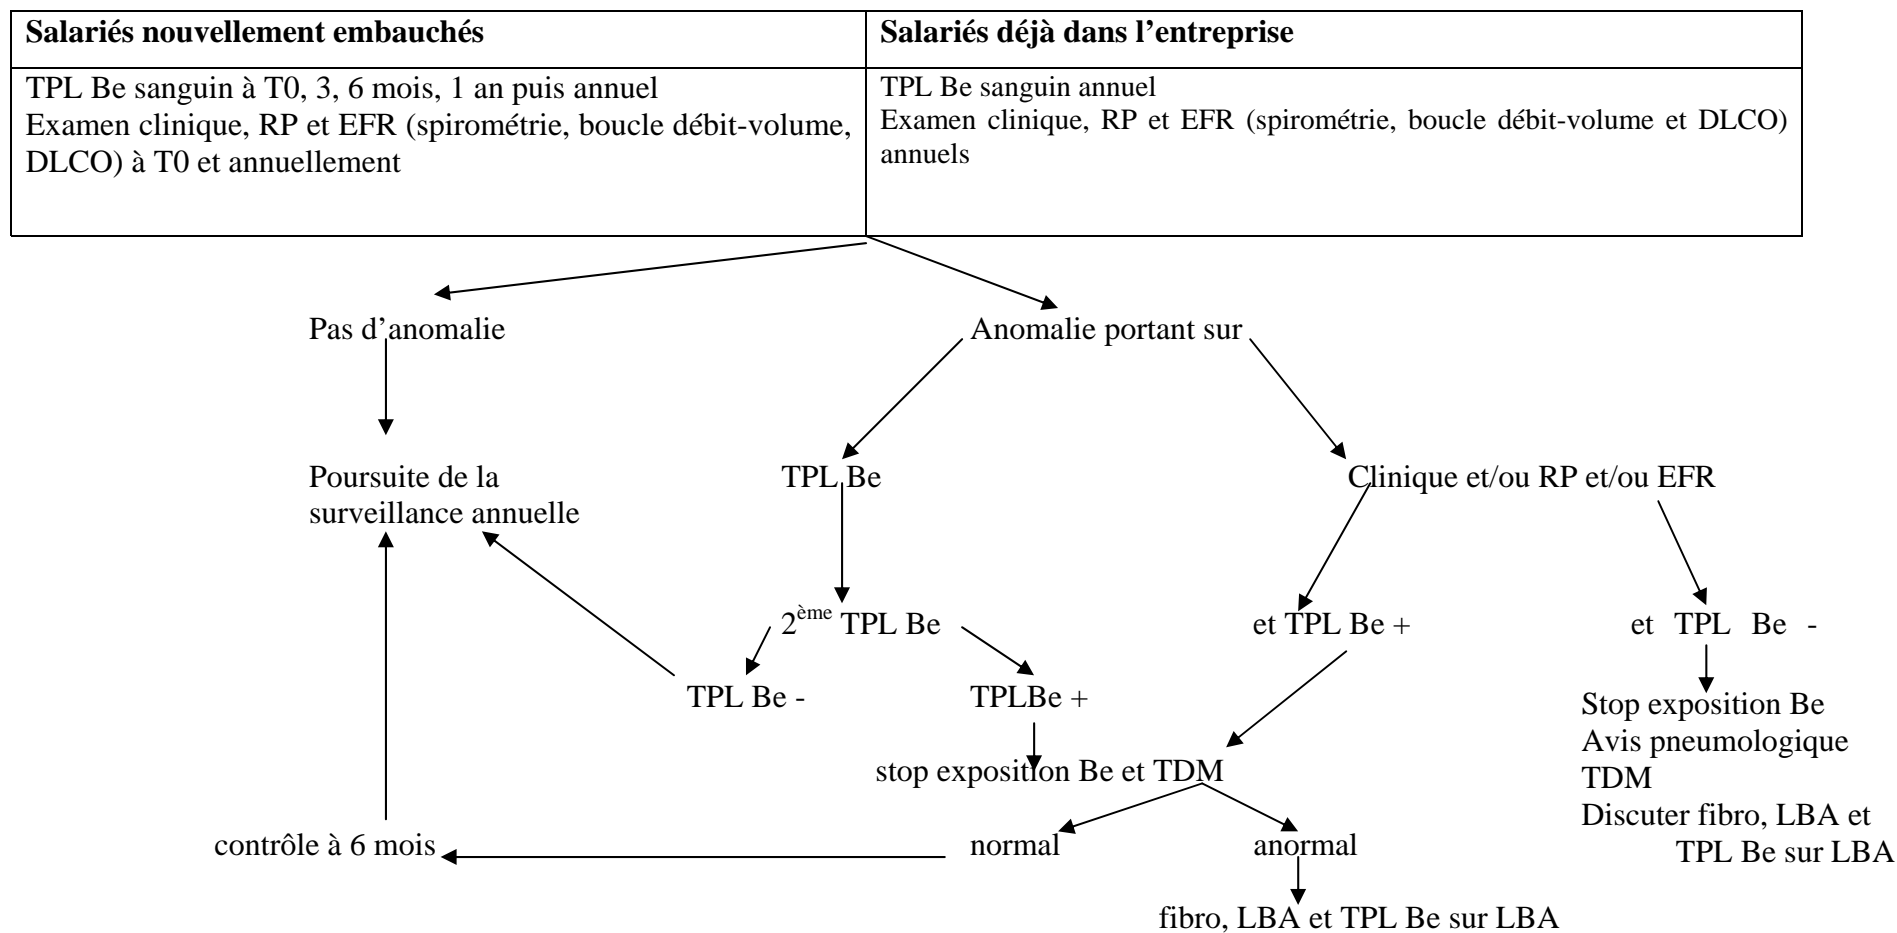 Salariés nouvellement embauchés
Salariés déjà dans l'entreprise
TPL Be sanguin à T0, 3, 6 mois, 1 an puis annuel
Examen clinique, RP et EFR (spirométrie, boucle débit-volume,
DLCO) à T0 et annuellement
TPL Be sanguin annuel
Examen clinique, RP et EFR (spirométrie, boucle débit-volume et DLCO)
annuels
Pas d'anomalie
Anomalie portant sur
Poursuite de la
surveillance annuelle
TPL Be
Clinique et/ou RP et/ou EFR
2ème TPL Be
et TPL Be +
et TPL Be -
TPL Be -
TPLBe +
Stop exposition Be
Avis pneumologique
TDM
Discuter fibro, LBA et
TPL Be sur LBA
stop exposition Be et TDM
contrôle à 6 mois
normal
anormal
fibro, LBA et TPL Be sur LBA